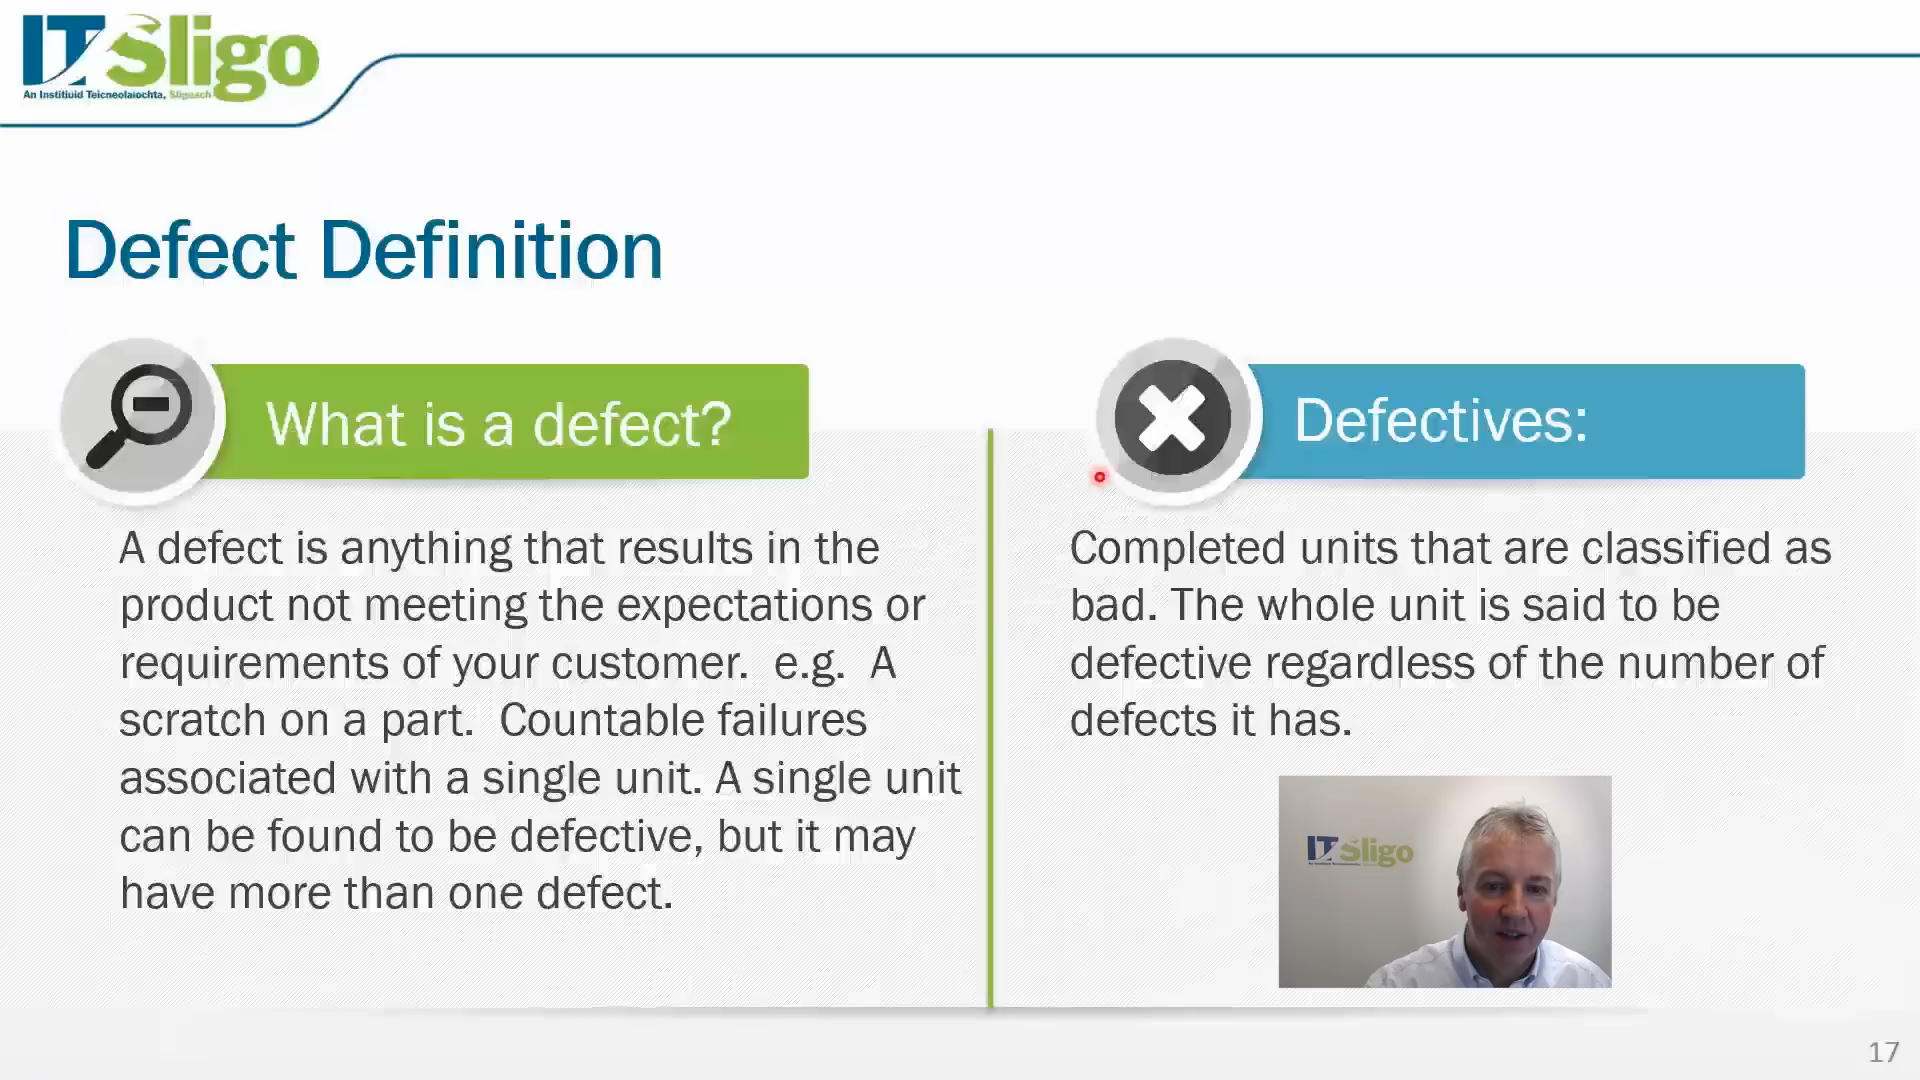 ITSligo
An Institiúid Teicneolaíochta, Sligeach
Defect Definition
What is a defect?
A defect is anything that results in the
product not meeting the expectations or
requirements of your customer.  e.g.  A
scratch on a part.  Countable failures
associated with a single unit. A single unit
can be found to be defective, but it may
have more than one defect.
Defectives:
Completed units that are classified as
bad. The whole unit is said to be
defective regardless of the number of
defects it has.
ITSligo
17